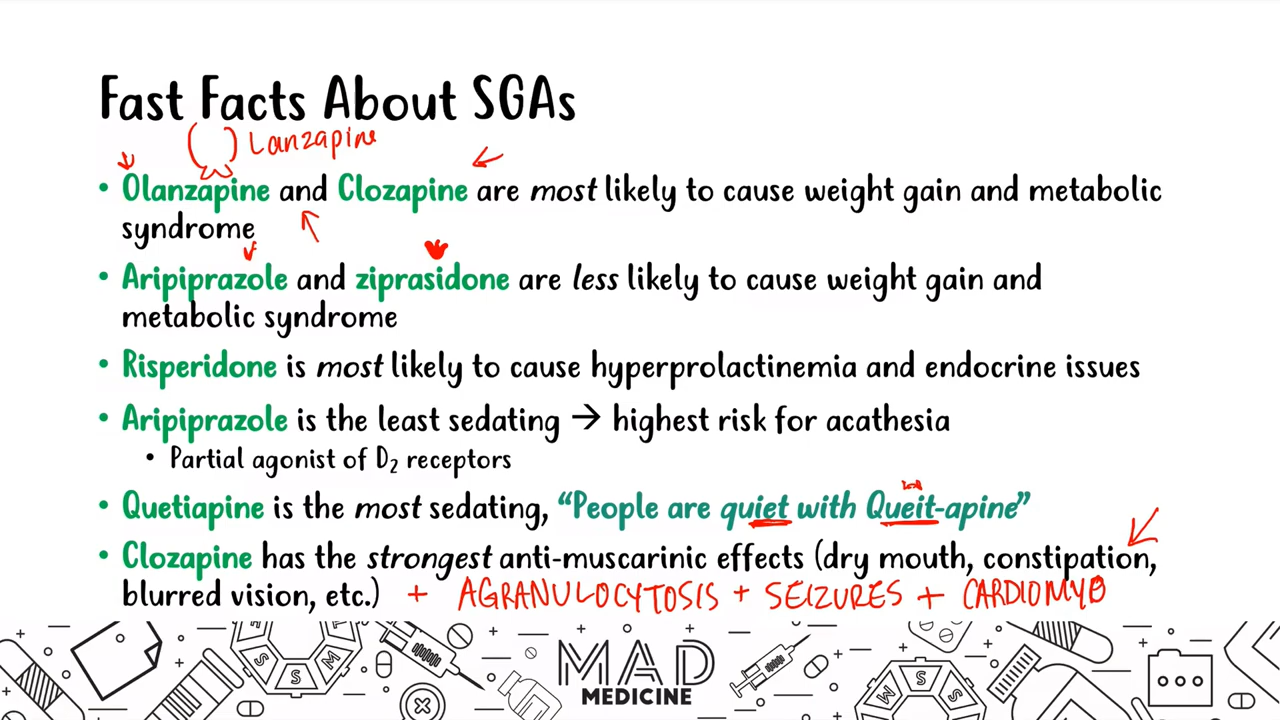 Fast Facts About SGAs
Lanzapine
• Olanzapine and Clozapine are most likely to cause weight gain and metabolic
syndrome
• Aripiprazole and ziprasidone are less likely to cause weight gain and
metabolic syndrome
• Risperidone is most likely to cause hyperprolactinemia and endocrine issues
• Aripiprazole is the least sedating → highest risk for acathesia
• Partial agonist of D₂ receptors
• Quetiapine is the most sedating, “People are quiet with Queit-apine”
• Clozapine has the strongest anti-muscarinic effects (dry mouth, constipation,
blurred vision, etc.) + AGRANULOCYTOSIS + SEIZURES + CARDIOMYO
MAD
MEDICINE